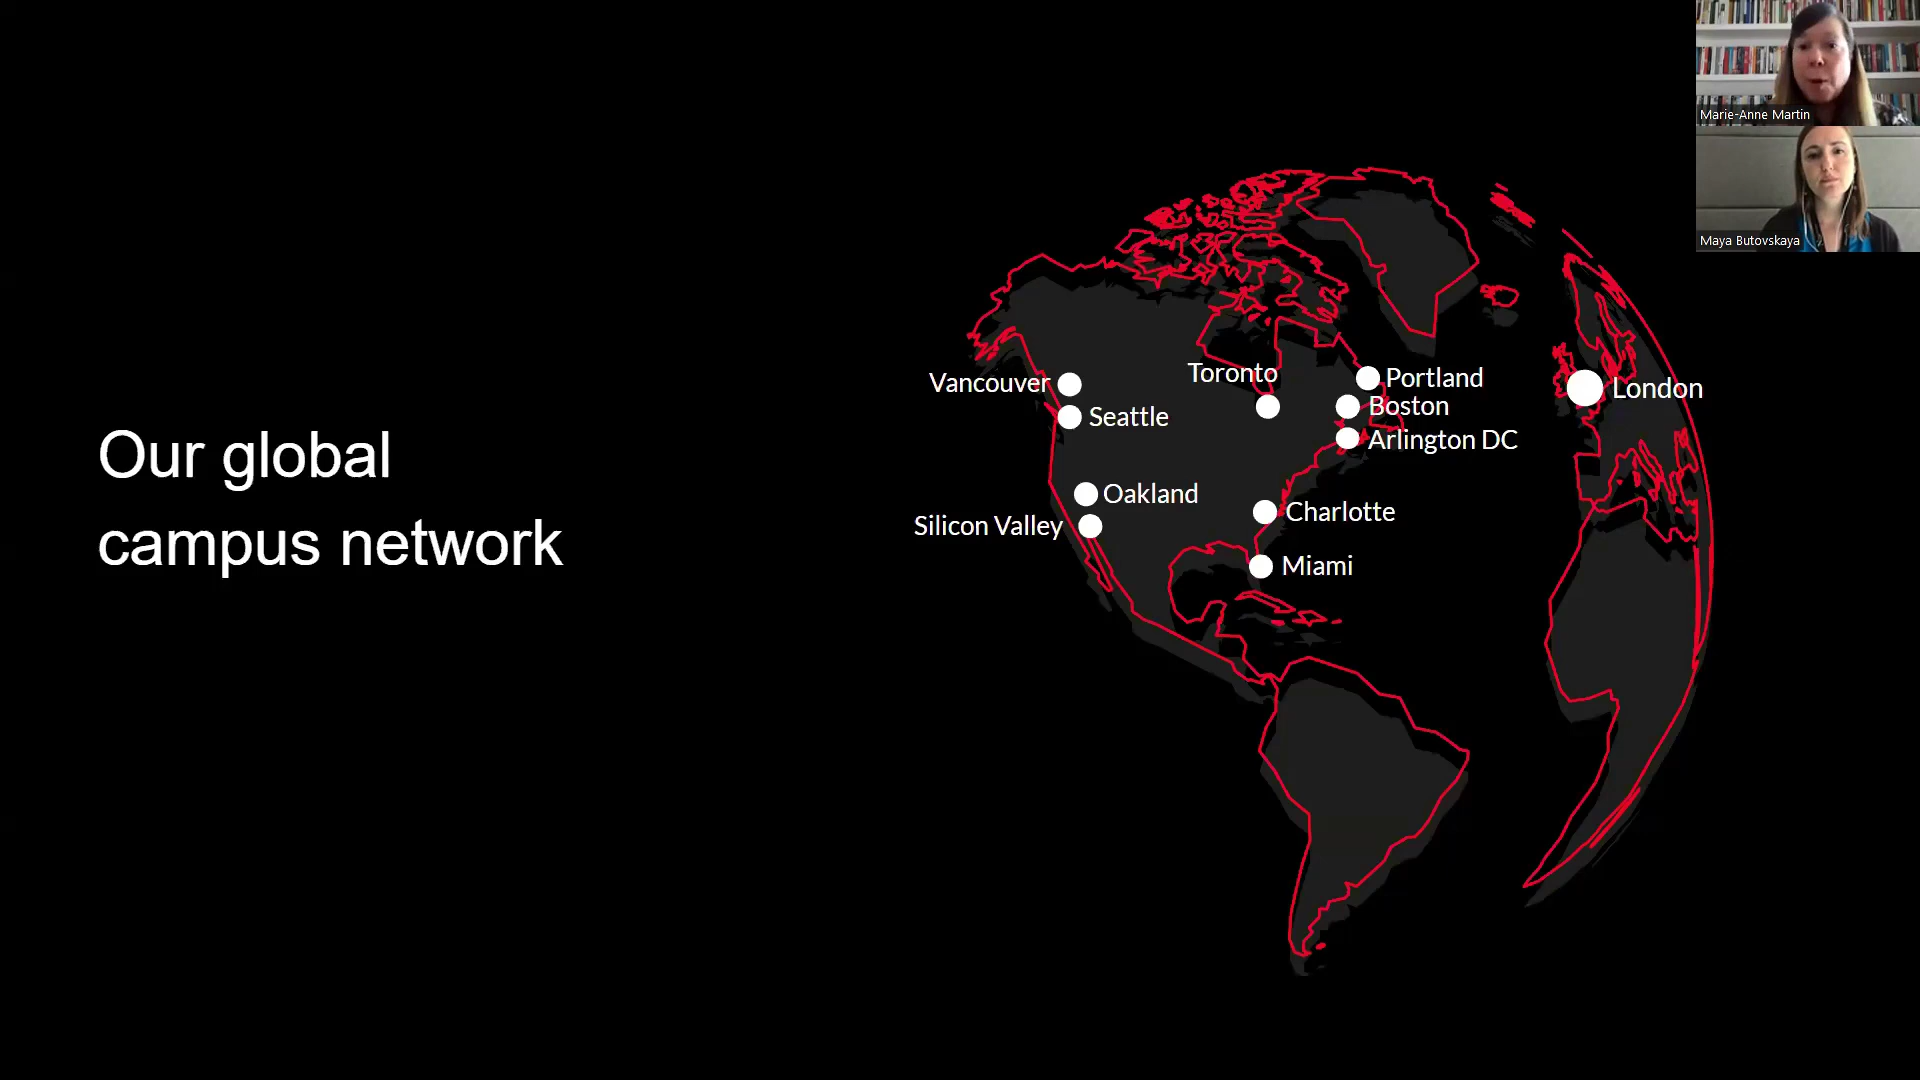 Our global
campus network
Vancouver
Seattle
Oakland
Silicon Valley
Toronto
Portland
Boston
Arlington DC
Charlotte
Miami
London
Marie-Anne Martin
Maya Butovskaya